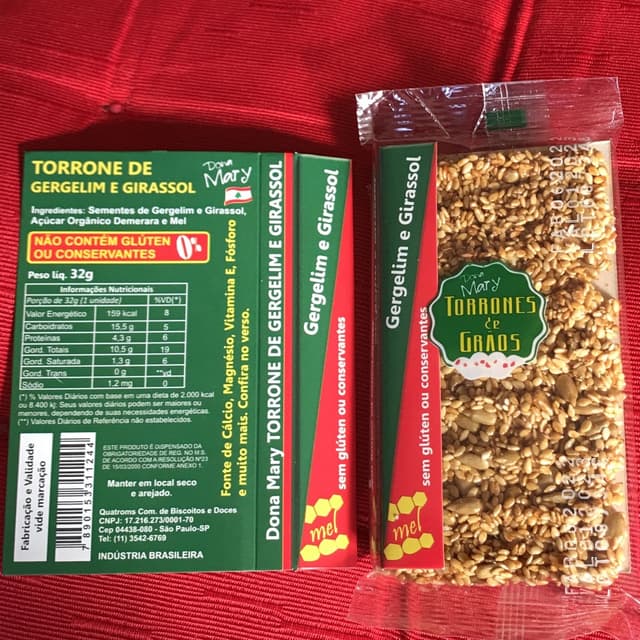 TORRONE DE
GERGELIM E GIRASSOL
Dona
Mary
Ingredientes: Sementes de Gergelim e Girassol,
Açúcar Orgânico Demerara e Mel
NÃO CONTÉM GLÚTEN
OU CONSERVANTES
0%
Peso líq. 32g
Informações Nutricionais
Porção de 32g (1 unidade) %VD(*)
Valor Energético 159 kcal 8
Carboidratos 15,5 g 5
Proteínas 4,3 g 6
Gord. Totais 10,5 g 19
Gord. Saturada 1,3 g 6
Gord. Trans 0 g **vd
Sódio 1,2 mg 0
(*) % Valores Diários com base em uma dieta de 2.000 kcal
ou 8.400 kj. Seus valores diários podem ser maiores ou
menores, dependendo de suas necessidades energéticas.
(**) Valores Diários de Referência não estabelecidos.
Fabricação e Validade
vide marcação
7 890153 311244
ESTE PRODUTO É DISPENSADO DA
OBRIGATORIEDADE DE REG. NO M.S.
DE ACORDO COM A RESOLUÇÃO Nº23
DE 15/03/2000 CONFORME ANEXO 1.
Manter em local seco
e arejado.
Quatroms Com. de Biscoitos e Doces
CNPJ: 17.216.273/0001-70
Cep 04438-080 - São Paulo-SP
Tel: (11) 3542-6769
INDÚSTRIA BRASILEIRA
Fonte de Cálcio, Magnésio, Vitamina E, Fósforo
e muito mais. Confira no verso.
Dona Mary TORRONE DE GERGELIM E GIRASSOL
Gergelim e Girassol
sem glúten ou conservantes
mel
Gergelim e Girassol
sem glúten ou conservantes
mel
Dona
Mary
TORRONES
de
GRAOS